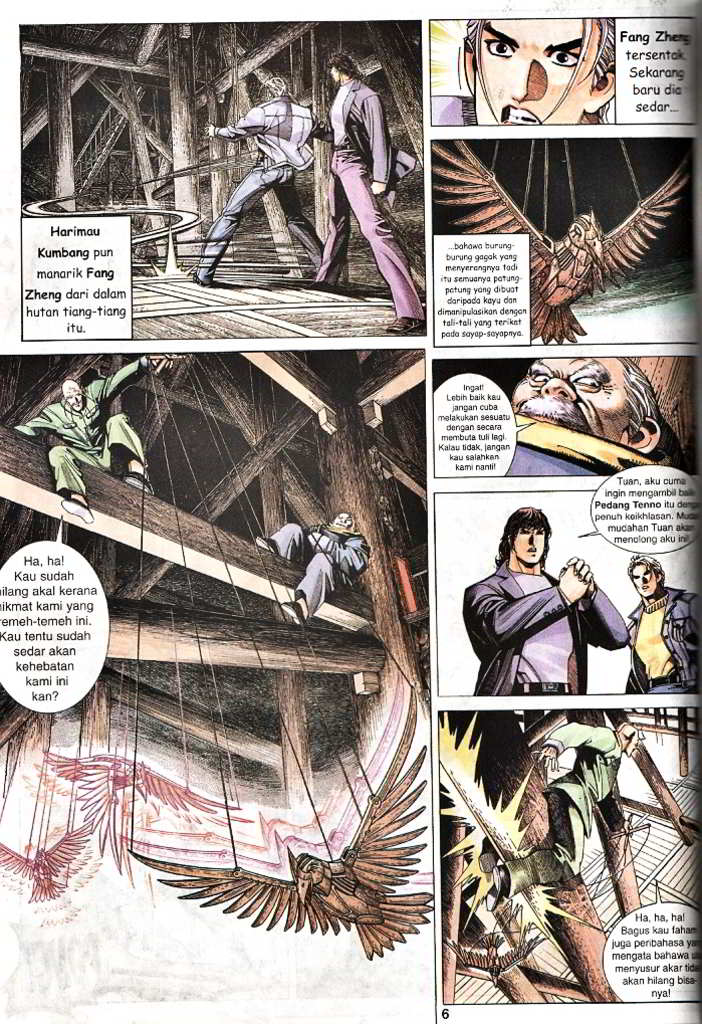 Harimau
Kumbang pun
manarik Fang
Zheng dari dalam
hutan tiang-tiang
itu.
Ha, ha!
Kau sudah
hilang akal kerana
hikmat kami yang
remeh-temeh ini.
Kau tentu sudah
sedar akan
kehebatan
kami ini
kan?
Fang Zheng
tersentak.
Sekarang
baru dia
sedar...
...bahawa burung-
burung gagak yang
menyerangnya tadi
itu semuanya patung-
patung yang dibuat
daripada kayu dan
dimanipulasikan dengan
tali-tali yang terikat
pada sayap-sayapnya.
Ingat!
Lebih baik kau
jangan cuba
melakukan sesuatu
dengan secara
membuta tuli lagi.
Kalau tidak, jangan
kau salahkan
kami nanti!
Tuan, aku cuma
ingin mengambil balik
Pedang Tenno itu dengan
penuh keikhlasan. Mudah-
mudahan Tuan akan
menolong aku ini!
Ha, ha, ha!
Bagus kau faham
juga peribahasa yang
mengata bahawa
menyusur akar tidak
akan hilang bisa-
nya!
6